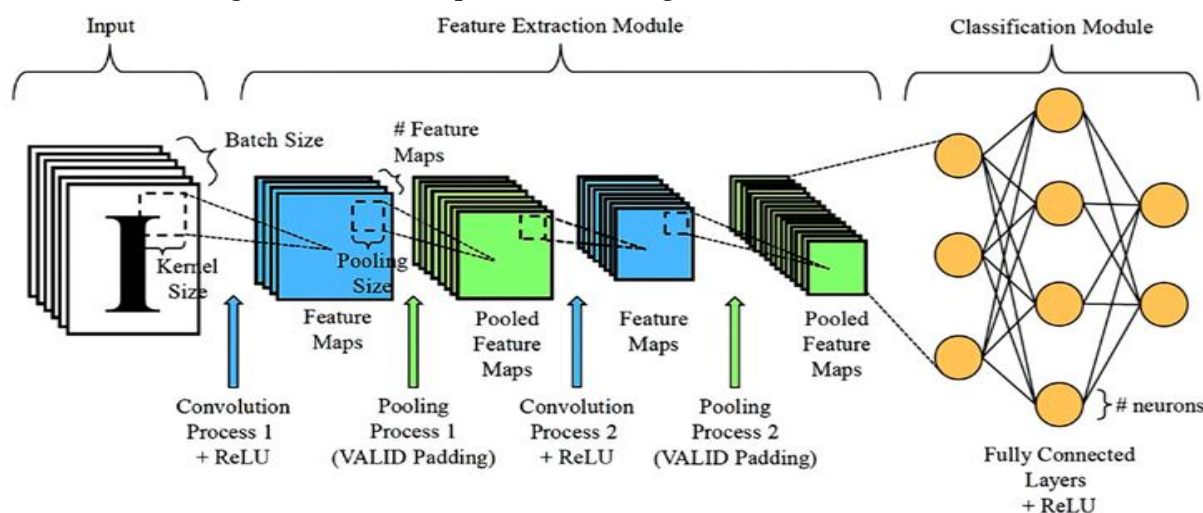 Input
Feature Extraction Module
Classification Module
Batch Size
# Feature
Maps
I
Kernel
Size
Pooling
Size
Feature
Maps
Pooled
Feature
Maps
Feature
Maps
Pooled
Feature
Maps
# neurons
Convolution
Process 1
+ ReLU
Pooling
Process 1
(VALID Padding)
Convolution
Process 2
+ ReLU
Pooling
Process 2
(VALID Padding)
Fully Connected
Layers
+ ReLU